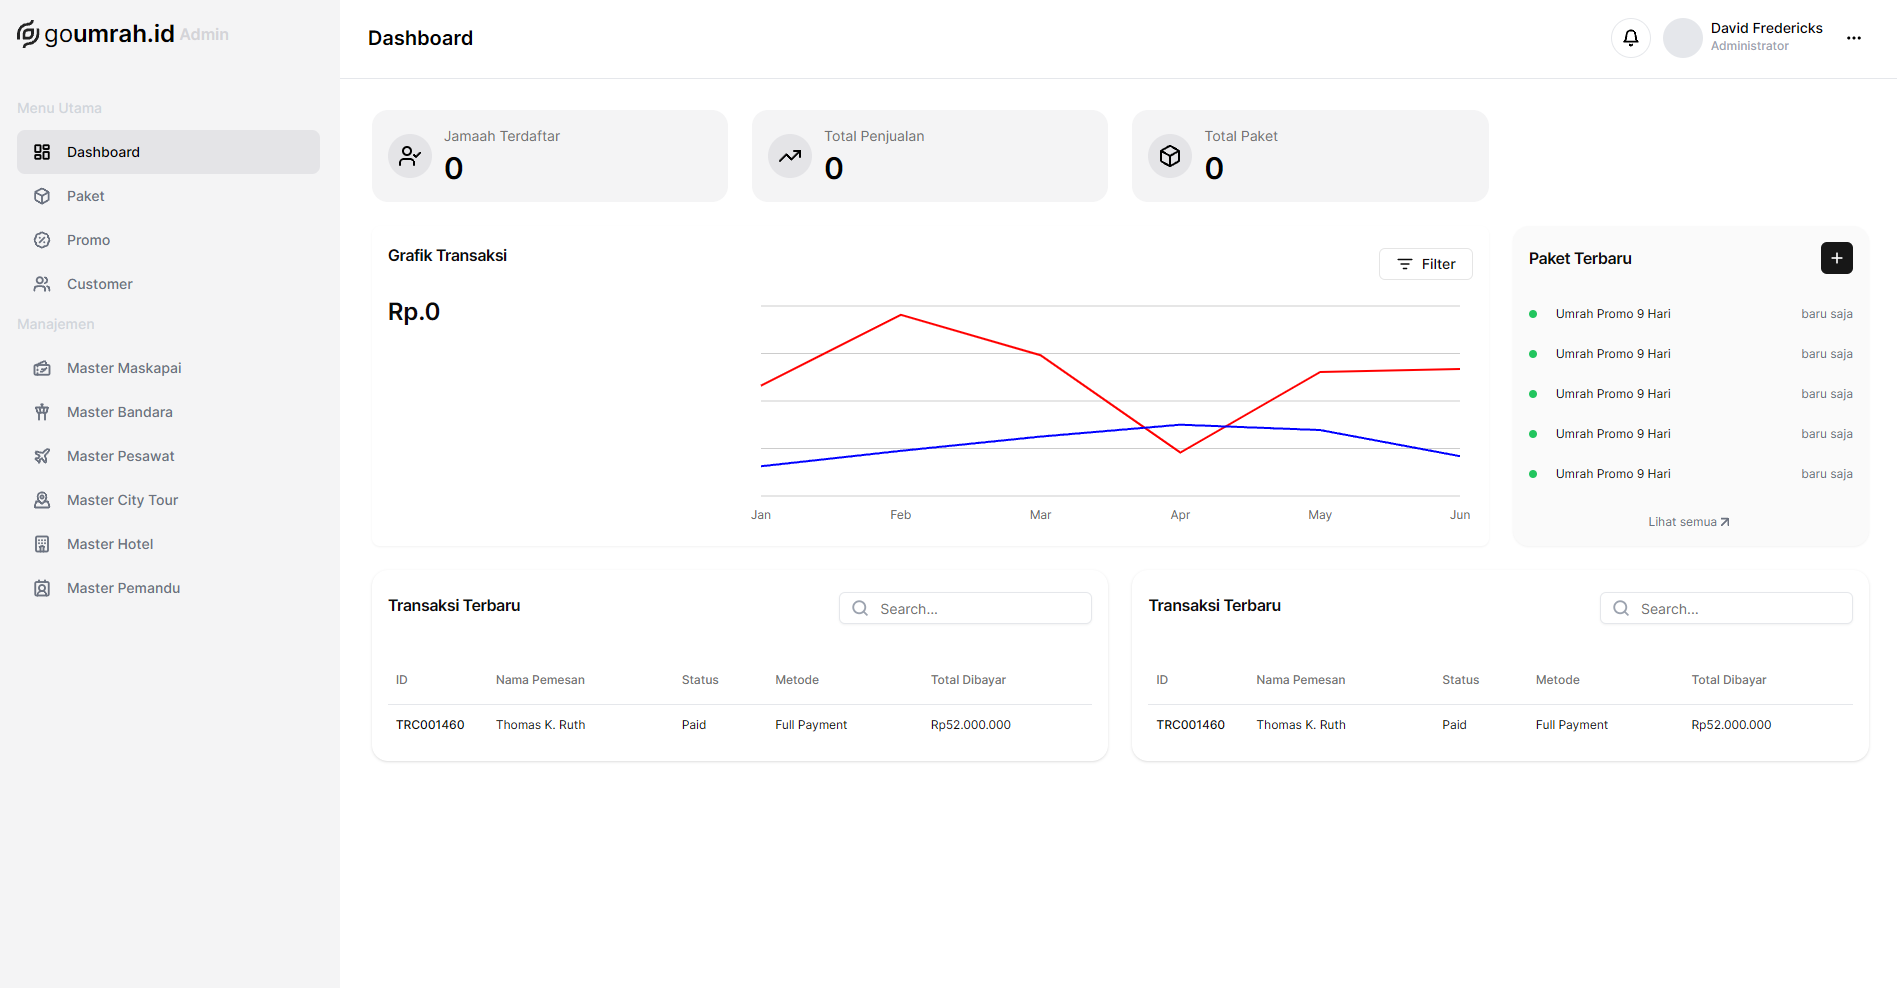 goumrah.id Admin
Menu Utama
Dashboard
Paket
Promo
Customer
Manajemen
Master Maskapai
Master Bandara
Master Pesawat
Master City Tour
Master Hotel
Master Pemandu
Dashboard
David Fredericks
Administrator
Jamaah Terdaftar
0
Total Penjualan
0
Total Paket
0
Grafik Transaksi
Filter
Rp.0
Jan Feb Mar Apr May Jun
Paket Terbaru
Umrah Promo 9 Hari baru saja
Umrah Promo 9 Hari baru saja
Umrah Promo 9 Hari baru saja
Umrah Promo 9 Hari baru saja
Umrah Promo 9 Hari baru saja
Lihat semua
Transaksi Terbaru
Search...
ID Nama Pemesan Status Metode Total Dibayar
TRC001460 Thomas K. Ruth Paid Full Payment Rp52.000.000
Transaksi Terbaru
Search...
ID Nama Pemesan Status Metode Total Dibayar
TRC001460 Thomas K. Ruth Paid Full Payment Rp52.000.000